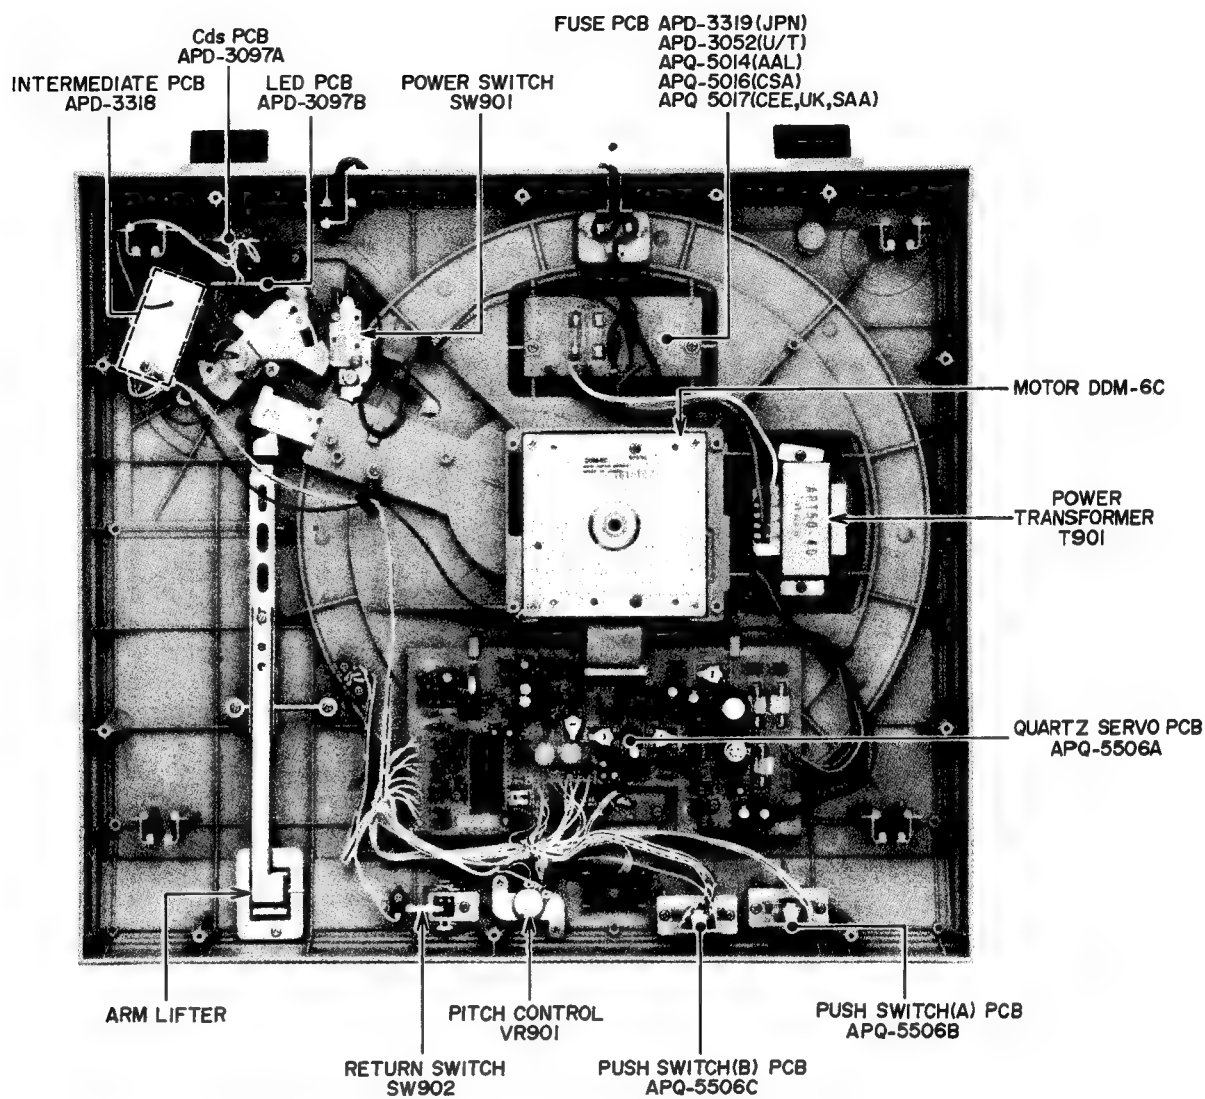 FUSE PCB APD-3319(JPN)
APD-3052(U/T)
APQ-5014(AAL)
APQ-5016(CSA)
APQ 5017(CEE,UK,SAA)
Cds PCB
APD-3097A
INTERMEDIATE PCB
APD-3318
LED PCB
APD-3097B
POWER SWITCH
SW901
MOTOR DDM-6C
POWER
TRANSFORMER
T901
QUARTZ SERVO PCB
APQ-5506A
ARM LIFTER
PITCH CONTROL
VR901
PUSH SWITCH(A) PCB
APQ-5506B
RETURN SWITCH
SW902
PUSH SWITCH(B) PCB
APQ-5506C